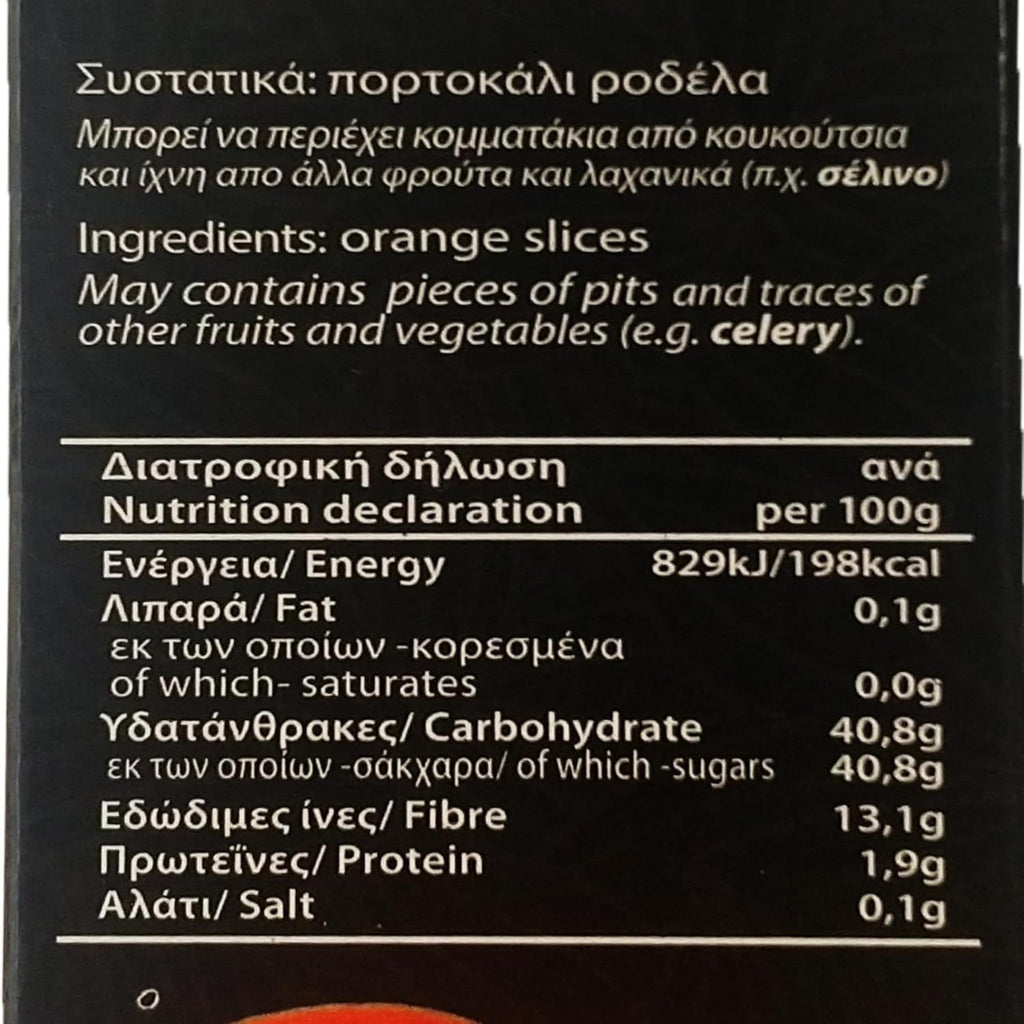 Συστατικά: πορτοκάλι ροδέλα
Μπορεί να περιέχει κομματάκια από κουκούτσια
και ίχνη απο άλλα φρούτα και λαχανικά (π.χ. σέλινο)
Ingredients: orange slices
May contains pieces of pits and traces of
other fruits and vegetables (e.g. celery).
Διατροφική δήλωση ανά
Nutrition declaration per 100g
Ενέργεια/ Energy 829kJ/198kcal
Λιπαρά/ Fat 0,1g
εκ των οποίων -κορεσμένα
of which- saturates 0,0g
Υδατάνθρακες/ Carbohydrate 40,8g
εκ των οποίων -σάκχαρα/ of which -sugars 40,8g
Εδώδιμες ίνες/ Fibre 13,1g
Πρωτεΐνες/ Protein 1,9g
Αλάτι/ Salt 0,1g